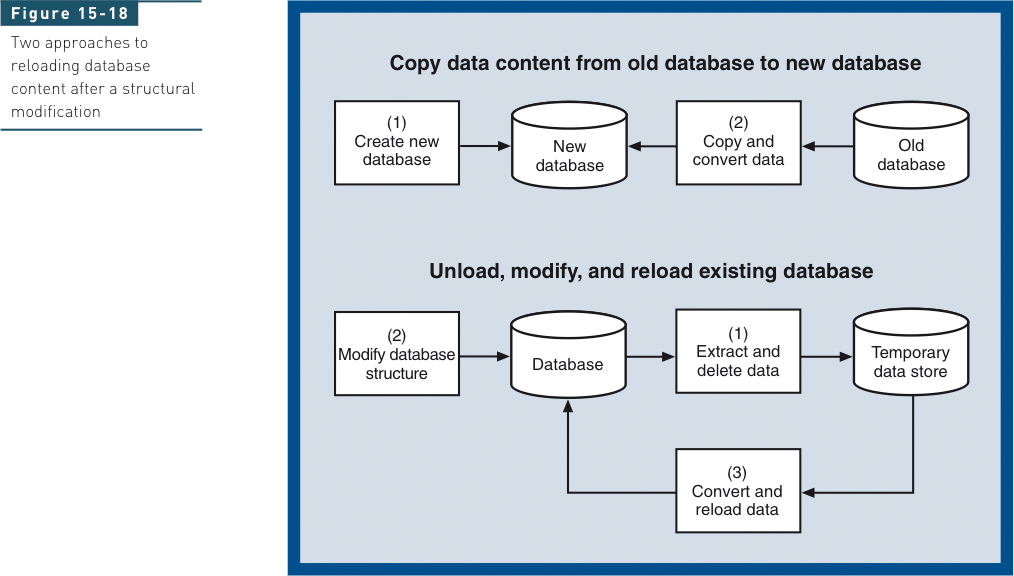 Figure 15-18
Two approaches to
reloading database
content after a structural
modification
Copy data content from old database to new database
(1)
Create new
database
New
database
(2)
Copy and
convert data
Old
database
Unload, modify, and reload existing database
(2)
Modify database
structure
Database
(1)
Extract and
delete data
Temporary
data store
(3)
Convert and
reload data